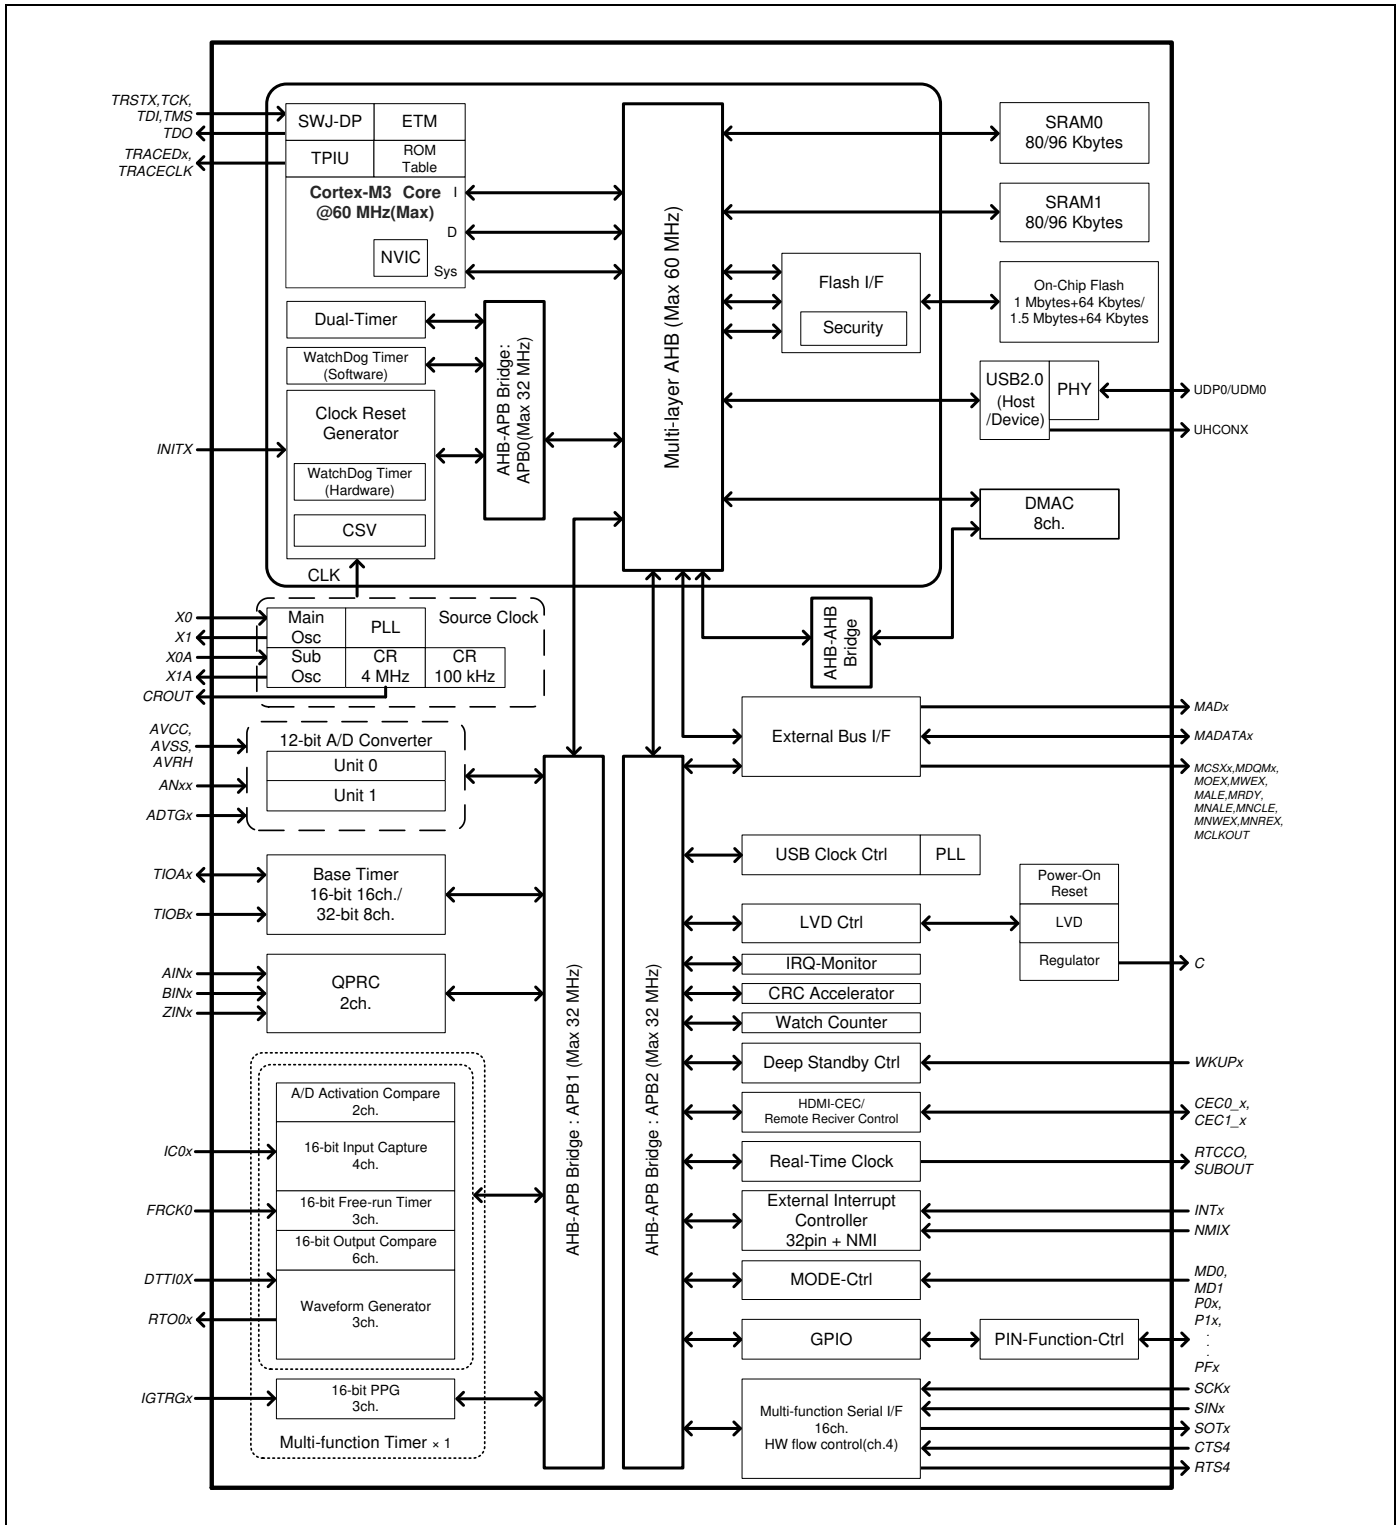 TRSTX,TCK,
TDI,TMS
TDO
TRACEDx,
TRACECLK
SWJ-DP
ETM
TPIU
ROM
Table
Cortex-M3 Core
@60 MHz(Max)
I
D
Sys
NVIC
Dual-Timer
WatchDog Timer
(Software)
Clock Reset
Generator
WatchDog Timer
(Hardware)
CSV
INITX
CLK
AHB-APB Bridge:
APB0(Max 32 MHz)
Multi-layer AHB (Max 60 MHz)
Flash I/F
Security
SRAM0
80/96 Kbytes
SRAM1
80/96 Kbytes
On-Chip Flash
1 Mbytes+64 Kbytes/
1.5 Mbytes+64 Kbytes
USB2.0
(Host
/Device)
PHY
UDP0/UDM0
UHCONX
DMAC
8ch.
AHB-AHB
Bridge
X0
X1
X0A
X1A
CROUT
Main
Osc
PLL
Source Clock
Sub
Osc
CR
4 MHz
CR
100 kHz
AVCC,
AVSS,
AVRH
ANxx
ADTGx
12-bit A/D Converter
Unit 0
Unit 1
TIOAx
TIOBx
Base Timer
16-bit 16ch./
32-bit 8ch.
AINx
BINx
ZINx
QPRC
2ch.
A/D Activation Compare
2ch.
IC0x
16-bit Input Capture
4ch.
FRCK0
16-bit Free-run Timer
3ch.
16-bit Output Compare
6ch.
DTTI0X
RTO0x
Waveform Generator
3ch.
IGTRGx
16-bit PPG
3ch.
Multi-function Timer × 1
AHB-APB Bridge : APB1 (Max 32 MHz)
AHB-APB Bridge : APB2 (Max 32 MHz)
External Bus I/F
MADx
MADATAx
MCSXx,MDQMx,
MOEX,MWEX,
MALE,MRDY,
MNALE,MNCLE,
MNWEX,MNREX,
MCLKOUT
USB Clock Ctrl
PLL
LVD Ctrl
Power-On
Reset
LVD
Regulator
C
IRQ-Monitor
CRC Accelerator
Watch Counter
Deep Standby Ctrl
WKUPx
HDMI-CEC/
Remote Reciver Control
CEC0_x,
CEC1_x
Real-Time Clock
RTCCO,
SUBOUT
External Interrupt
Controller
32pin + NMI
INTx
NMIX
MODE-Ctrl
MD0,
MD1
GPIO
PIN-Function-Ctrl
P0x,
P1x,
.
.
.
PFx
Multi-function Serial I/F
16ch.
HW flow control(ch.4)
SCKx
SINx
SOTx
CTS4
RTS4